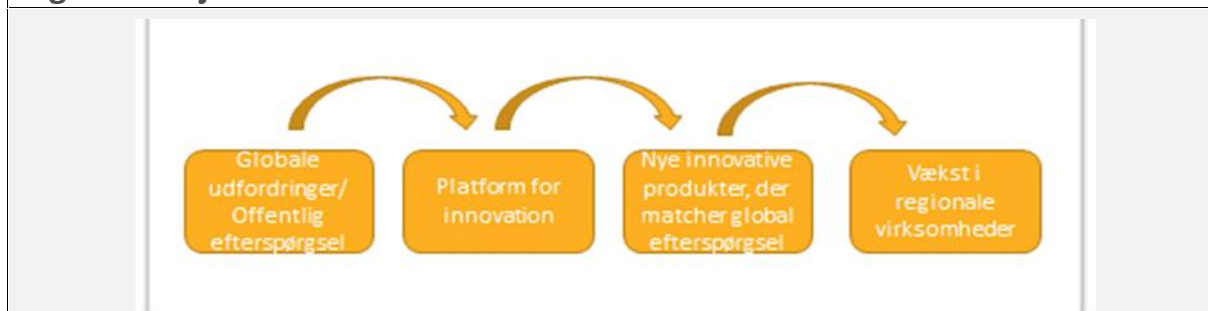 Globale
udfordringer/
Offentlig
efterspørgsel
Platform for
innovation
Nye innovative
produkter, der
matcher global
efterspørgsel
Vækst i
regionale
virksomheder